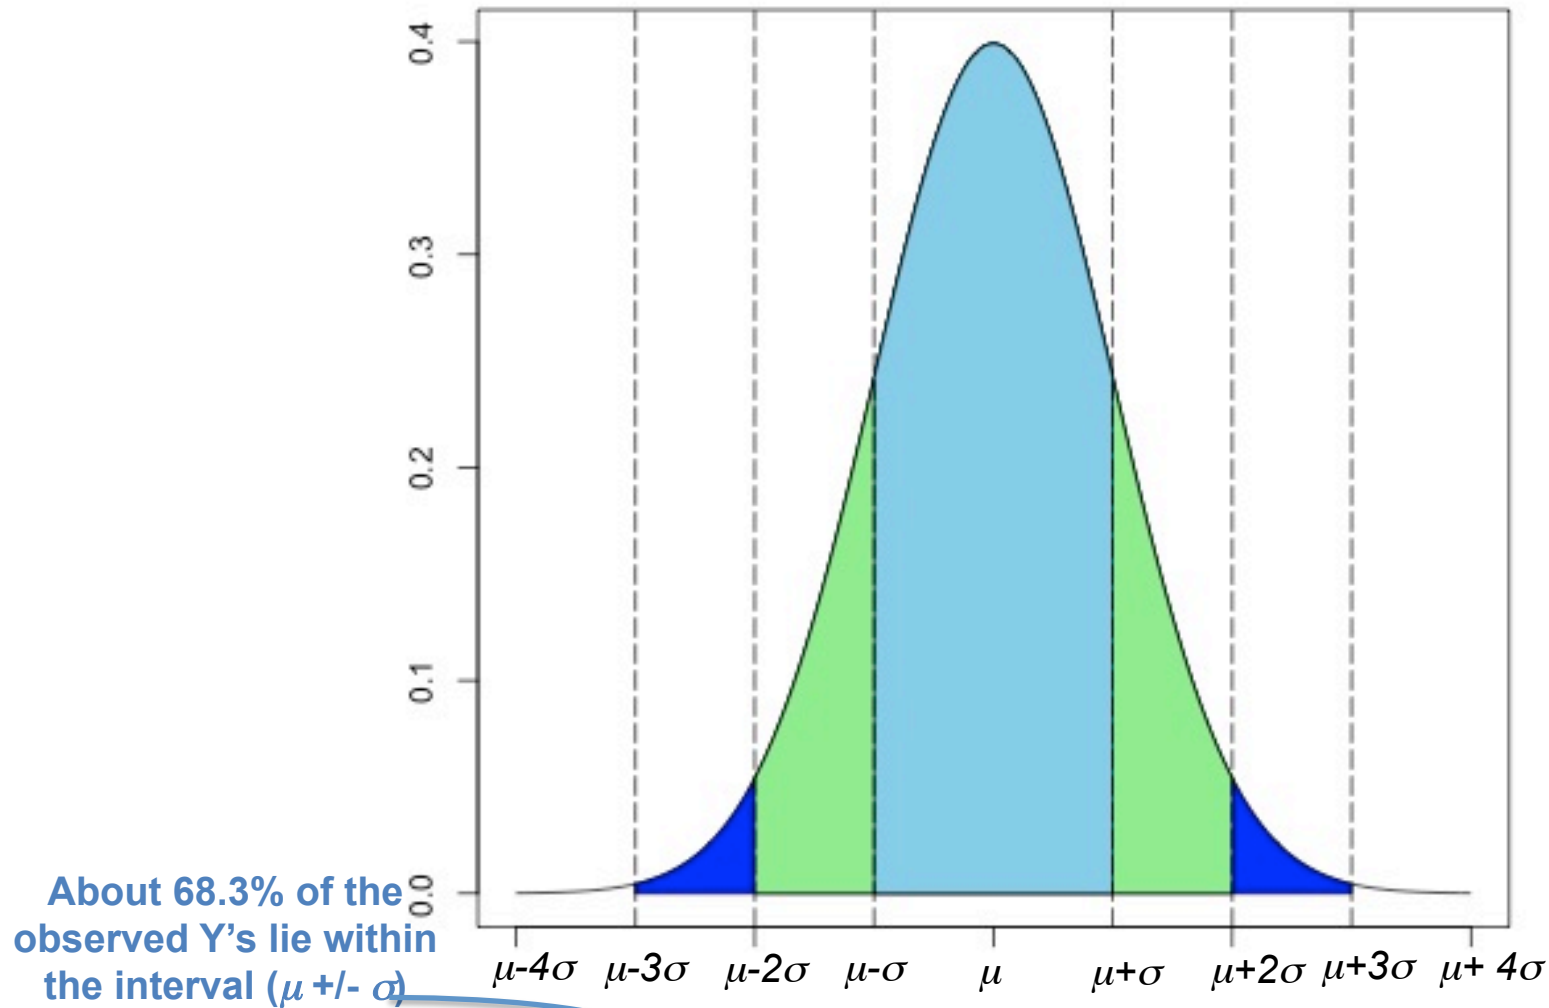 0.4
0.3
0.2
0.1
0.0
About 68.3% of the
observed Y’s lie within
the interval (μ +/- σ)
μ-4σ μ-3σ μ-2σ μ-σ μ μ+σ μ+2σ μ+3σ μ+ 4σ